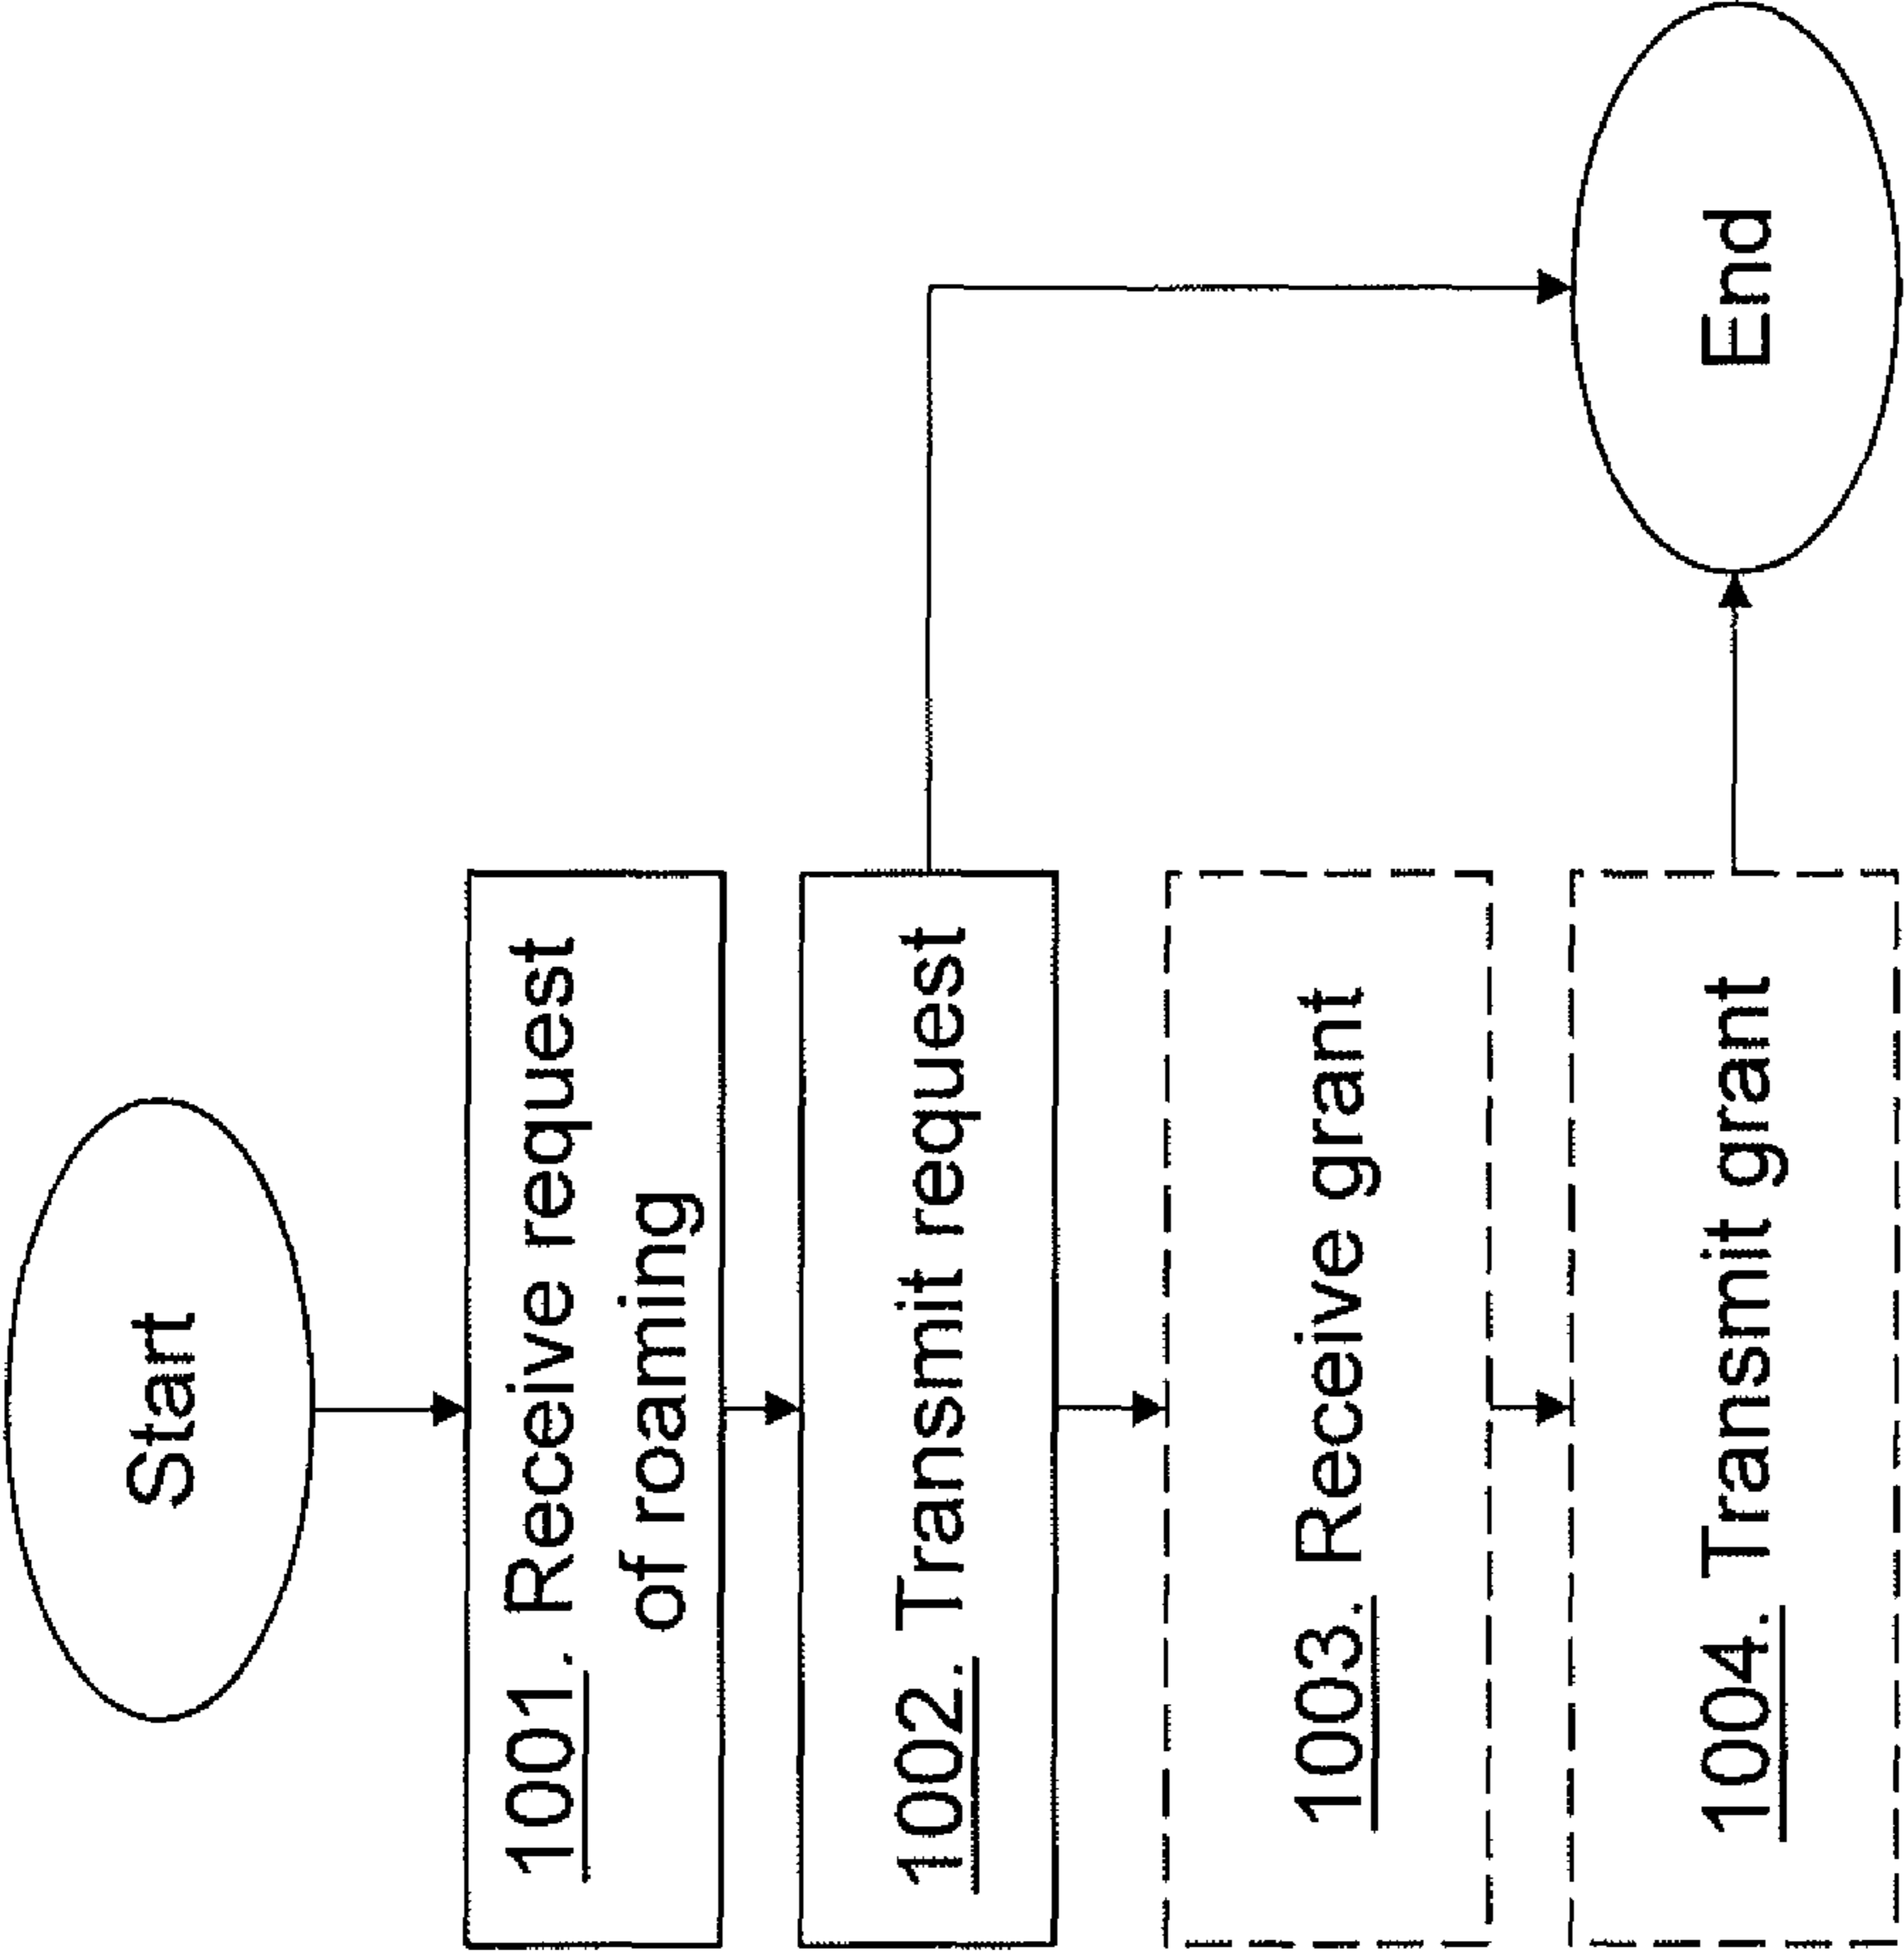 Start
1001. Receive request
of roaming
1002. Transmit request
1003. Receive grant
1004. Transmit grant
End